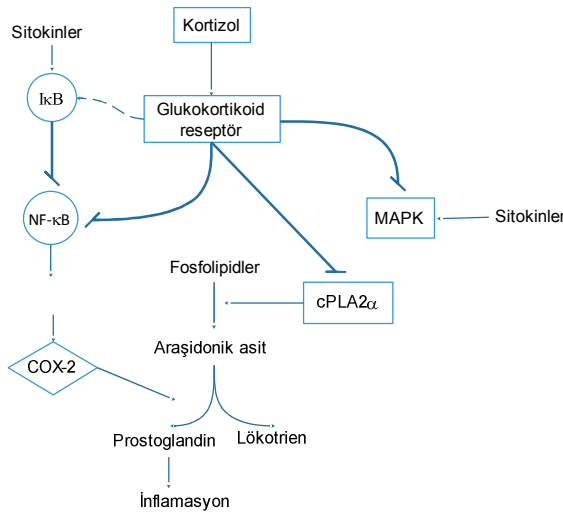 Kortizol
Sitokinler
IκB
Glukokortikoid
reseptör
NF-κB
MAPK
Sitokinler
Fosfolipidler
cPLA2α
Araşidonik asit
COX-2
Prostoglandin
Lökotrien
İnflamasyon